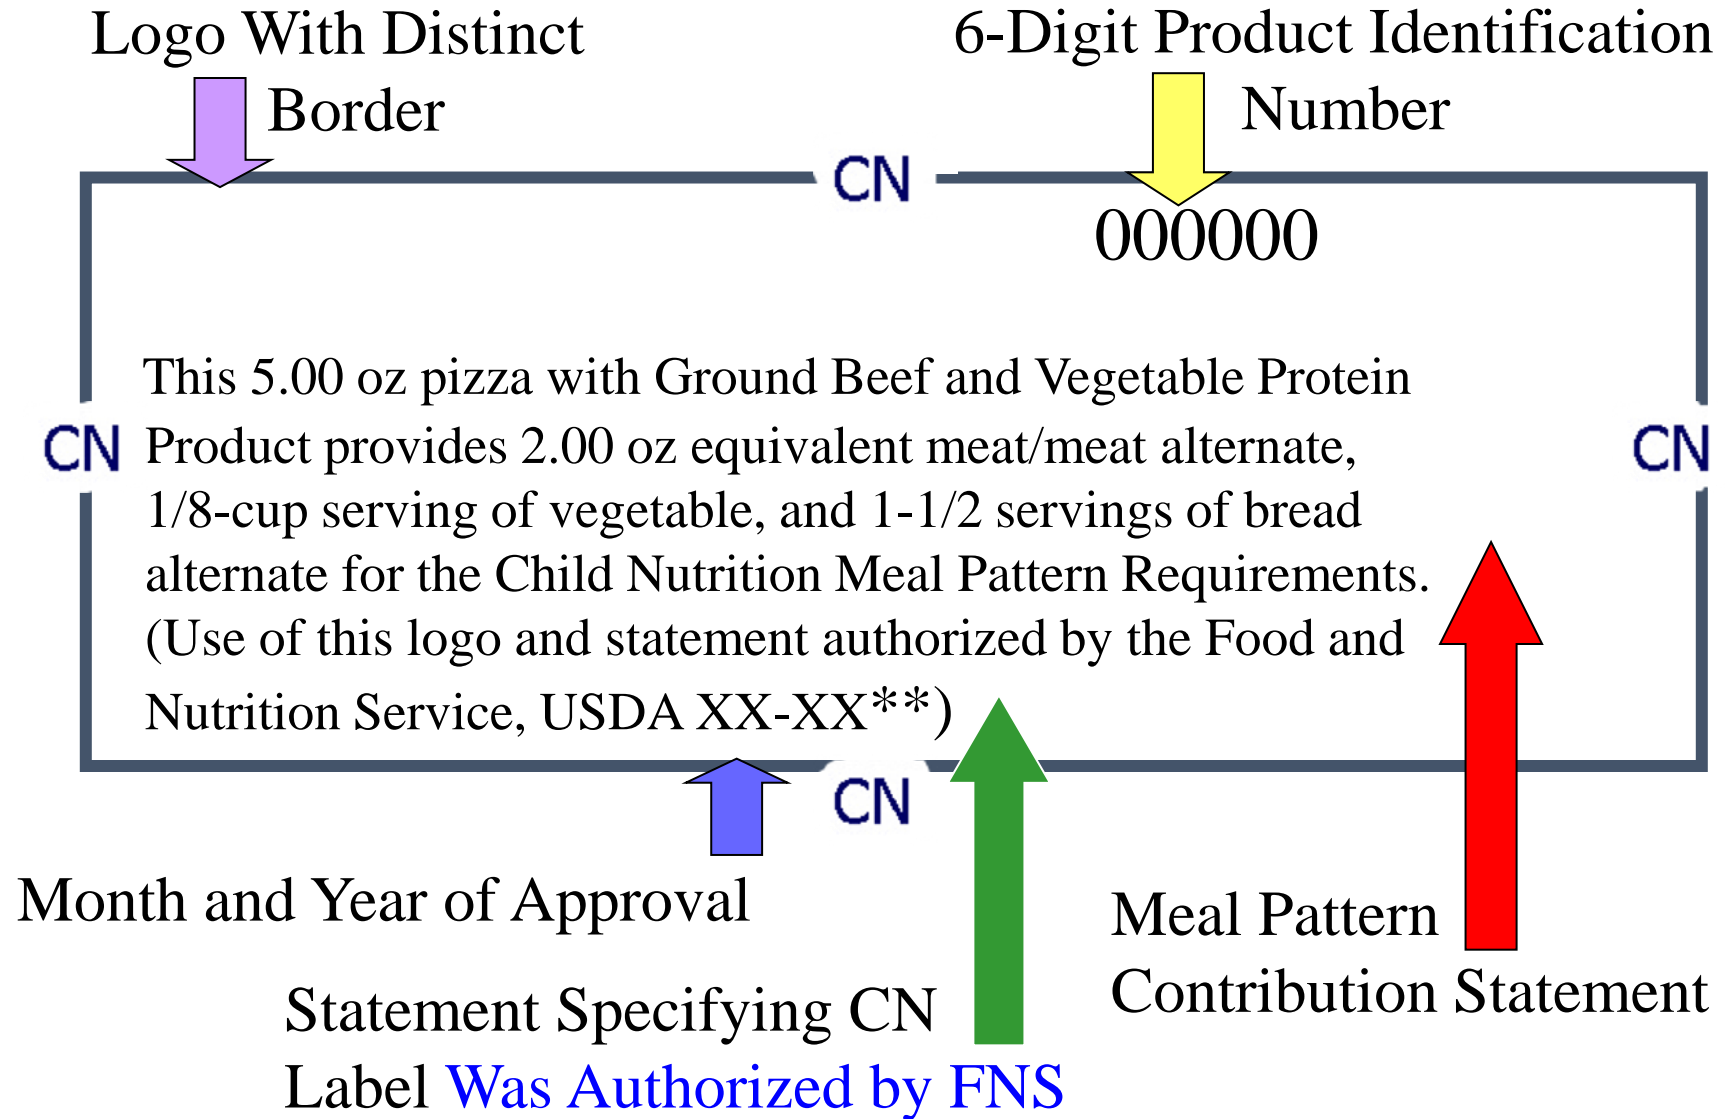 Logo With Distinct
Border
6-Digit Product Identification
Number
CN
000000
This 5.00 oz pizza with Ground Beef and Vegetable Protein
CN
Product provides 2.00 oz equivalent meat/meat alternate,
CN
1/8-cup serving of vegetable, and 1-1/2 servings of bread
alternate for the Child Nutrition Meal Pattern Requirements.
(Use of this logo and statement authorized by the Food and
Nutrition Service, USDA XX-XX**)
CN
Month and Year of Approval
Meal Pattern
Contribution Statement
Statement Specifying CN
Label Was Authorized by FNS